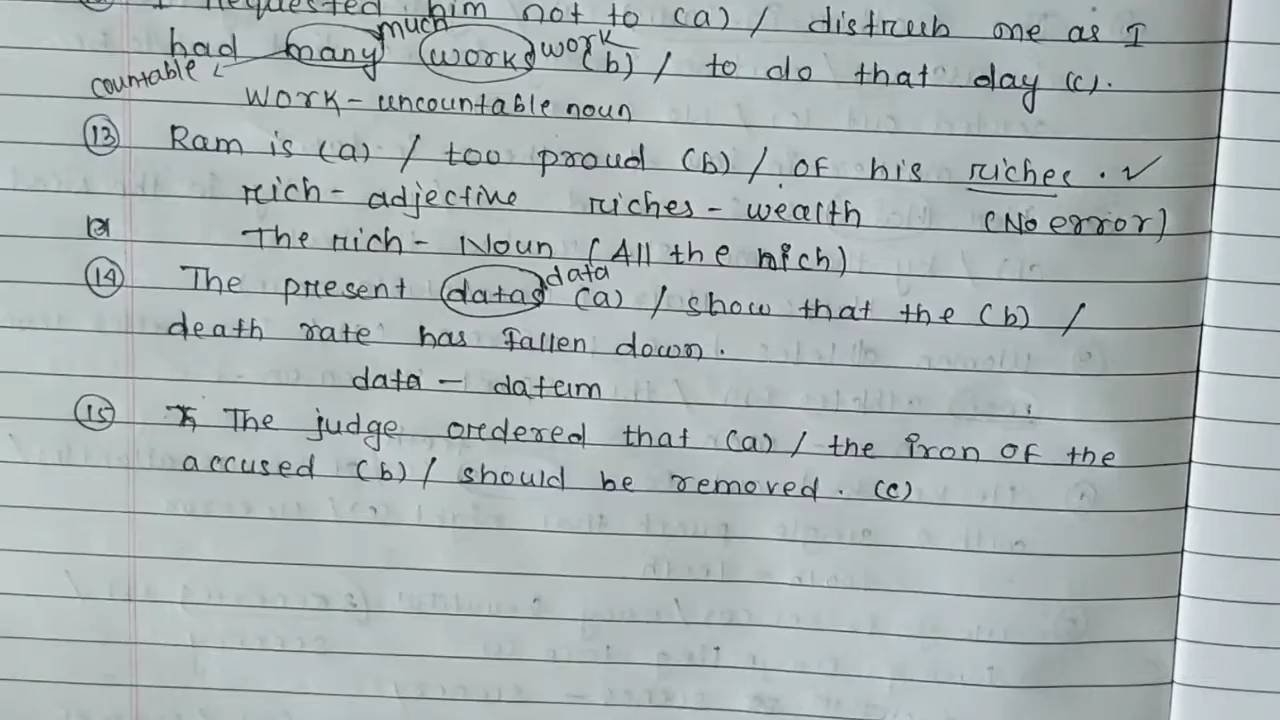 I requested him not to (a) / distrub one as I
much
had many works work (b) / to do that day (c).
countable
work - uncountable noun
(13) Ram is (a) / too proud (b) / of his riches. ✓
rich - adjective riches - wealth (No error)
The rich - Noun (All the rich)
data
(14) The present datas (a) / show that the (b) /
death rate has fallen down.
data - datum
(15) The judge ordered that (a) / the iron of the
accused (b) / should be removed. (c)